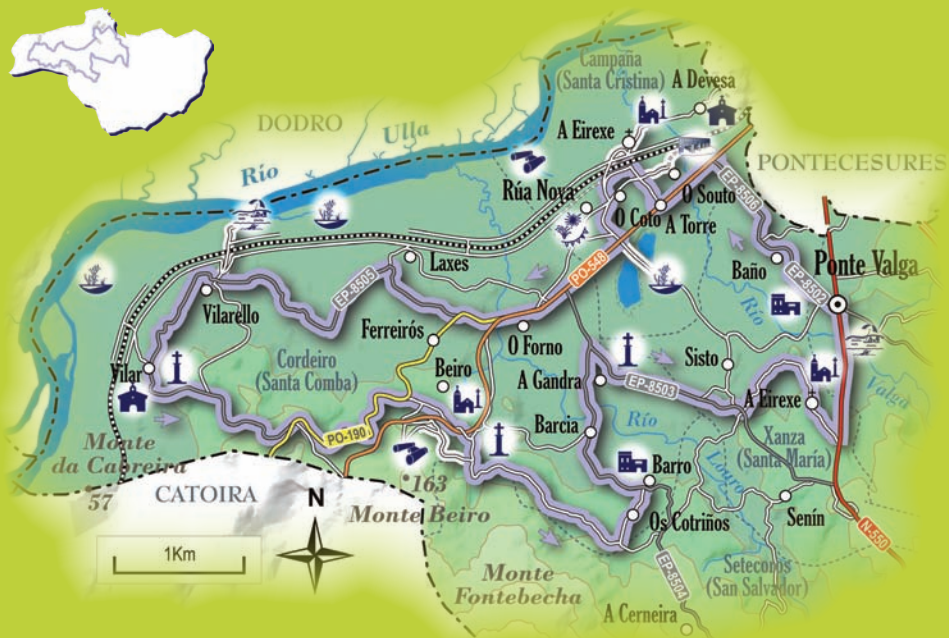 Campaña
(Santa Cristina)
A Devesa
DODRO
Río Ulla
A Eirexe
PONTECESURES
Rúa Nova
O Souto
EP-8506
O Coto
A Torre
Laxes
PO-548
Baño
Ponte Valga
EP-8505
EP-8502
Vilarello
Río
Valga
Ferreirós
O Forno
Cordeiro
(Santa Comba)
Beiro
Sisto
Vilar
A Gandra
EP-8503
A Eirexe
Barcia
Río
Louro
PO-190
Xanza
(Santa María)
Monte
da Cabreira
57
CATOIRA
N
163
Monte Beiro
Barro
Os Cotriños
Senín
N-550
1Km
Monte
Fontebecha
EP-8504
Setecoros
(San Salvador)
A Cerneira